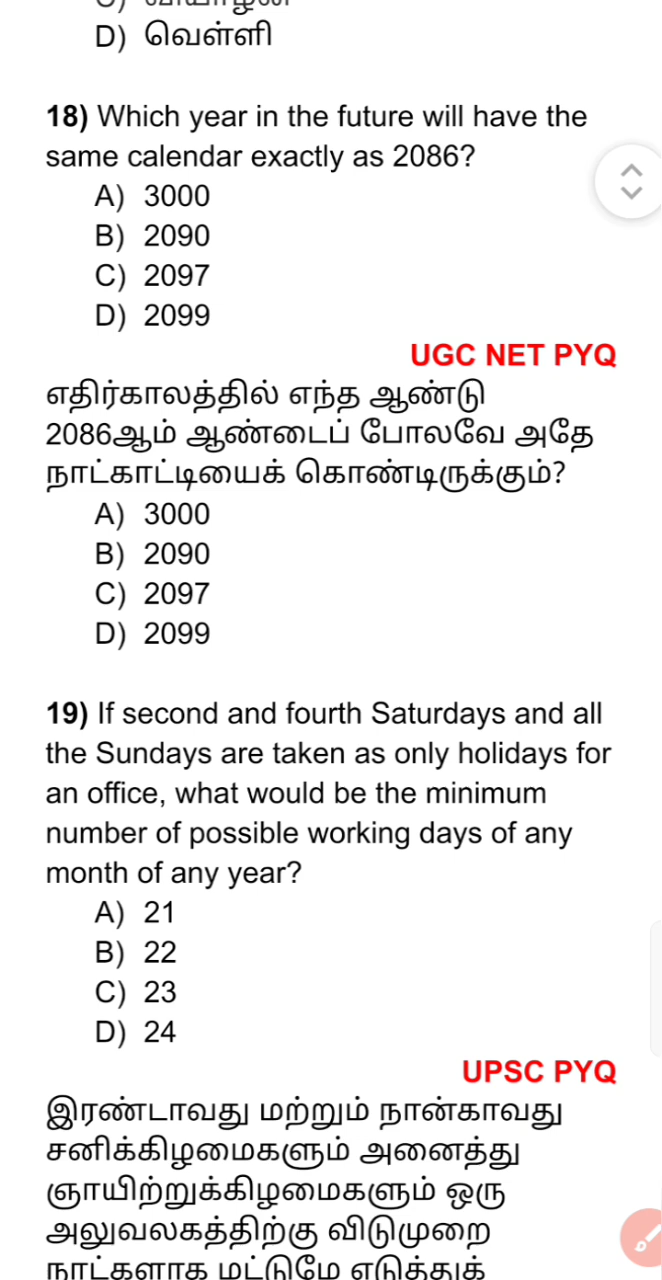 D) வெள்ளி
18) Which year in the future will have the
same calendar exactly as 2086?
A) 3000
B) 2090
C) 2097
D) 2099
UGC NET PYQ
எதிர்காலத்தில் எந்த ஆண்டு
2086ஆம் ஆண்டைப் போலவே அதே
நாட்காட்டியைக் கொண்டிருக்கும்?
A) 3000
B) 2090
C) 2097
D) 2099
19) If second and fourth Saturdays and all
the Sundays are taken as only holidays for
an office, what would be the minimum
number of possible working days of any
month of any year?
A) 21
B) 22
C) 23
D) 24
UPSC PYQ
இரண்டாவது மற்றும் நான்காவது
சனிக்கிழமைகளும் அனைத்து
ஞாயிற்றுக்கிழமைகளும் ஒரு
அலுவலகத்திற்கு விடுமுறை
நாட்களாக மட்டுமே எடுத்துக்